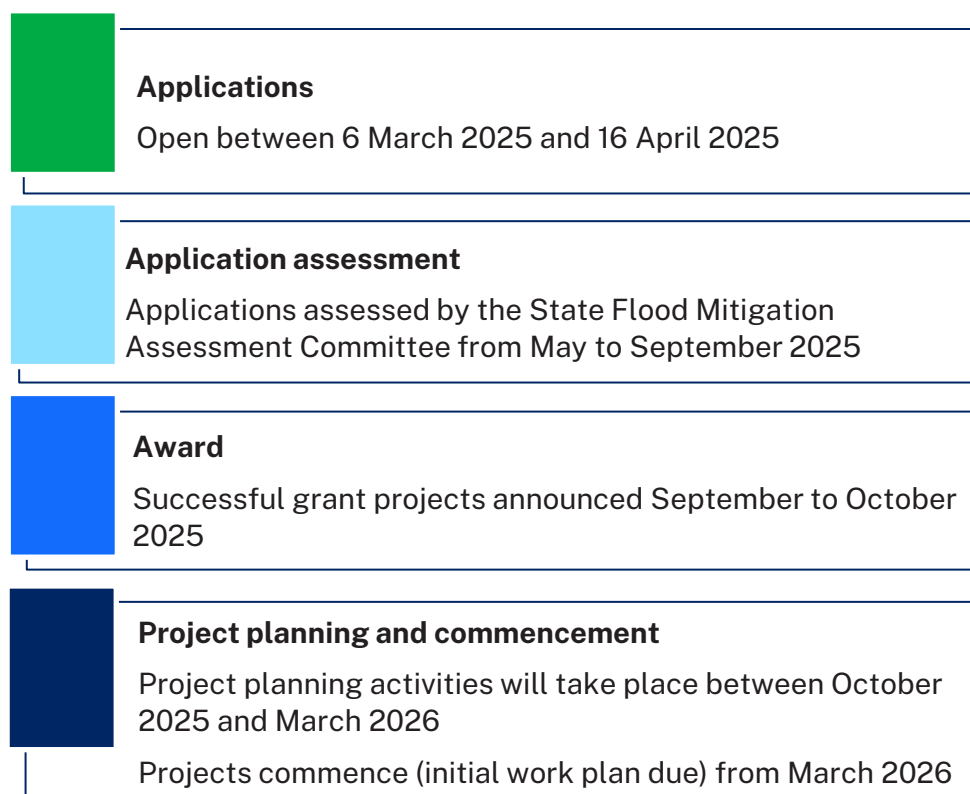 Applications
Open between 6 March 2025 and 16 April 2025
Application assessment
Applications assessed by the State Flood Mitigation
Assessment Committee from May to September 2025
Award
Successful grant projects announced September to October
2025
Project planning and commencement
Project planning activities will take place between October
2025 and March 2026
Projects commence (initial work plan due) from March 2026